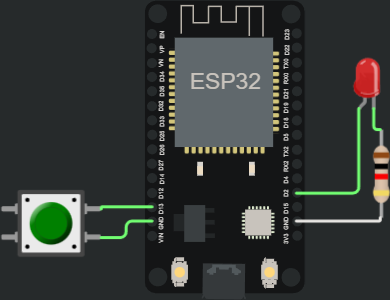 EN
VP
VN
D34
D35
D32
D33
D25
D26
D27
D14
D12
D13
GND
VIN
ESP32
D23
D22
TX0
RX0
D21
D19
D18
D5
TX2
RX2
D4
D2
D15
GND
3V3